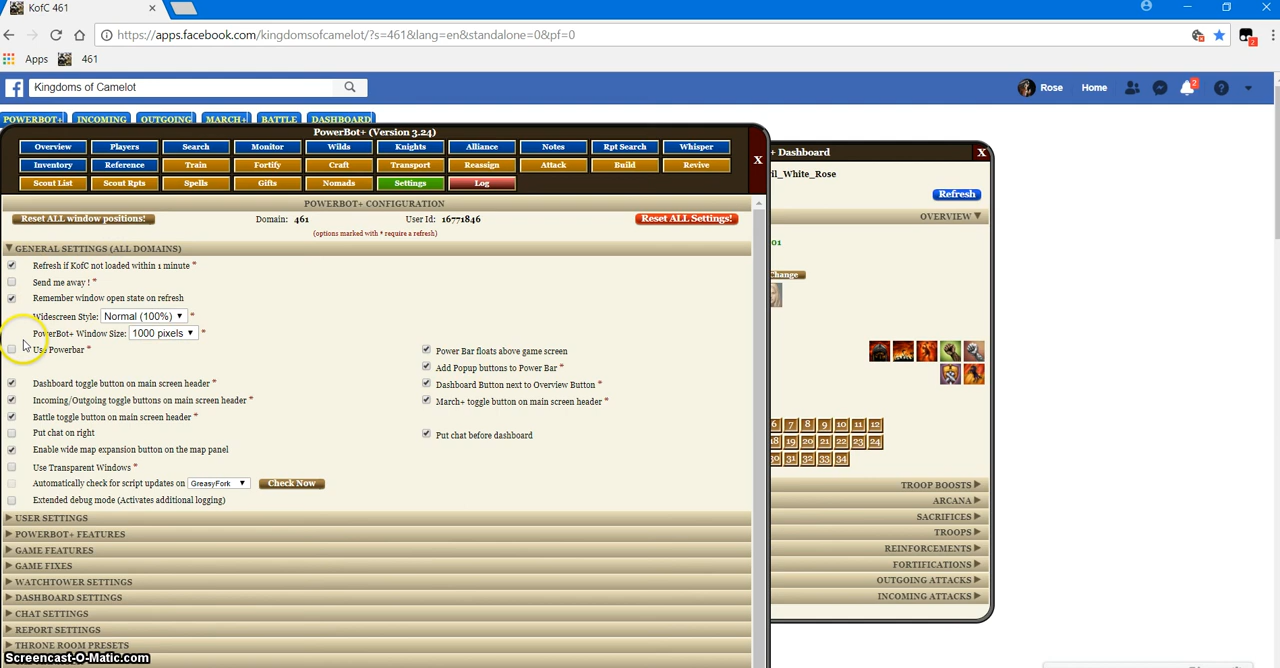 KofC 461
https://apps.facebook.com/kingdomsofcamelot/?s=461&lang=en&standalone=0&pf=0
Apps 461
Kingdoms of Camelot
Rose Home 2
POWERBOT+ INCOMING OUTGOING MARCH+ BATTLE DASHBOARD
PowerBot+ (Version 3.24)
X
Overview Players Search Monitor Wilds Knights Alliance Notes Rpt Search Whisper
Inventory Reference Train Fortify Craft Transport Reassign Attack Build Revive
Scout List Scout Rpts Spells Gifts Nomads Settings Log
POWERBOT+ CONFIGURATION
Reset ALL window positions! Domain: 461 User Id: 16771846 Reset ALL Settings!
(options marked with * require a refresh)
GENERAL SETTINGS (ALL DOMAINS)
Refresh if KofC not loaded within 1 minute *
Send me away ! *
Remember window open state on refresh
Widescreen Style: Normal (100%) *
PowerBot+ Window Size: 1000 pixels *
Use Powerbar * Power Bar floats above game screen
Add Popup buttons to Power Bar *
Dashboard toggle button on main screen header * Dashboard Button next to Overview Button *
Incoming/Outgoing toggle buttons on main screen header * March+ toggle button on main screen header *
Battle toggle button on main screen header *
Put chat on right Put chat before dashboard
Enable wide map expansion button on the map panel
Use Transparent Windows *
Automatically check for script updates on GreasyFork Check Now
Extended debug mode (Activates additional logging)
USER SETTINGS
POWERBOT+ FEATURES
GAME FEATURES
GAME FIXES
WATCHTOWER SETTINGS
DASHBOARD SETTINGS
CHAT SETTINGS
REPORT SETTINGS
THRONE ROOM PRESETS
+ Dashboard X
il_White_Rose
Refresh
OVERVIEW
01
Change
6 7 8 9 10 11 12
18 19 20 21 22 23 24
30 31 32 33 34
TROOP BOOSTS
ARCANA
SACRIFICES
TROOPS
REINFORCEMENTS
FORTIFICATIONS
OUTGOING ATTACKS
INCOMING ATTACKS
Screencast-O-Matic.com